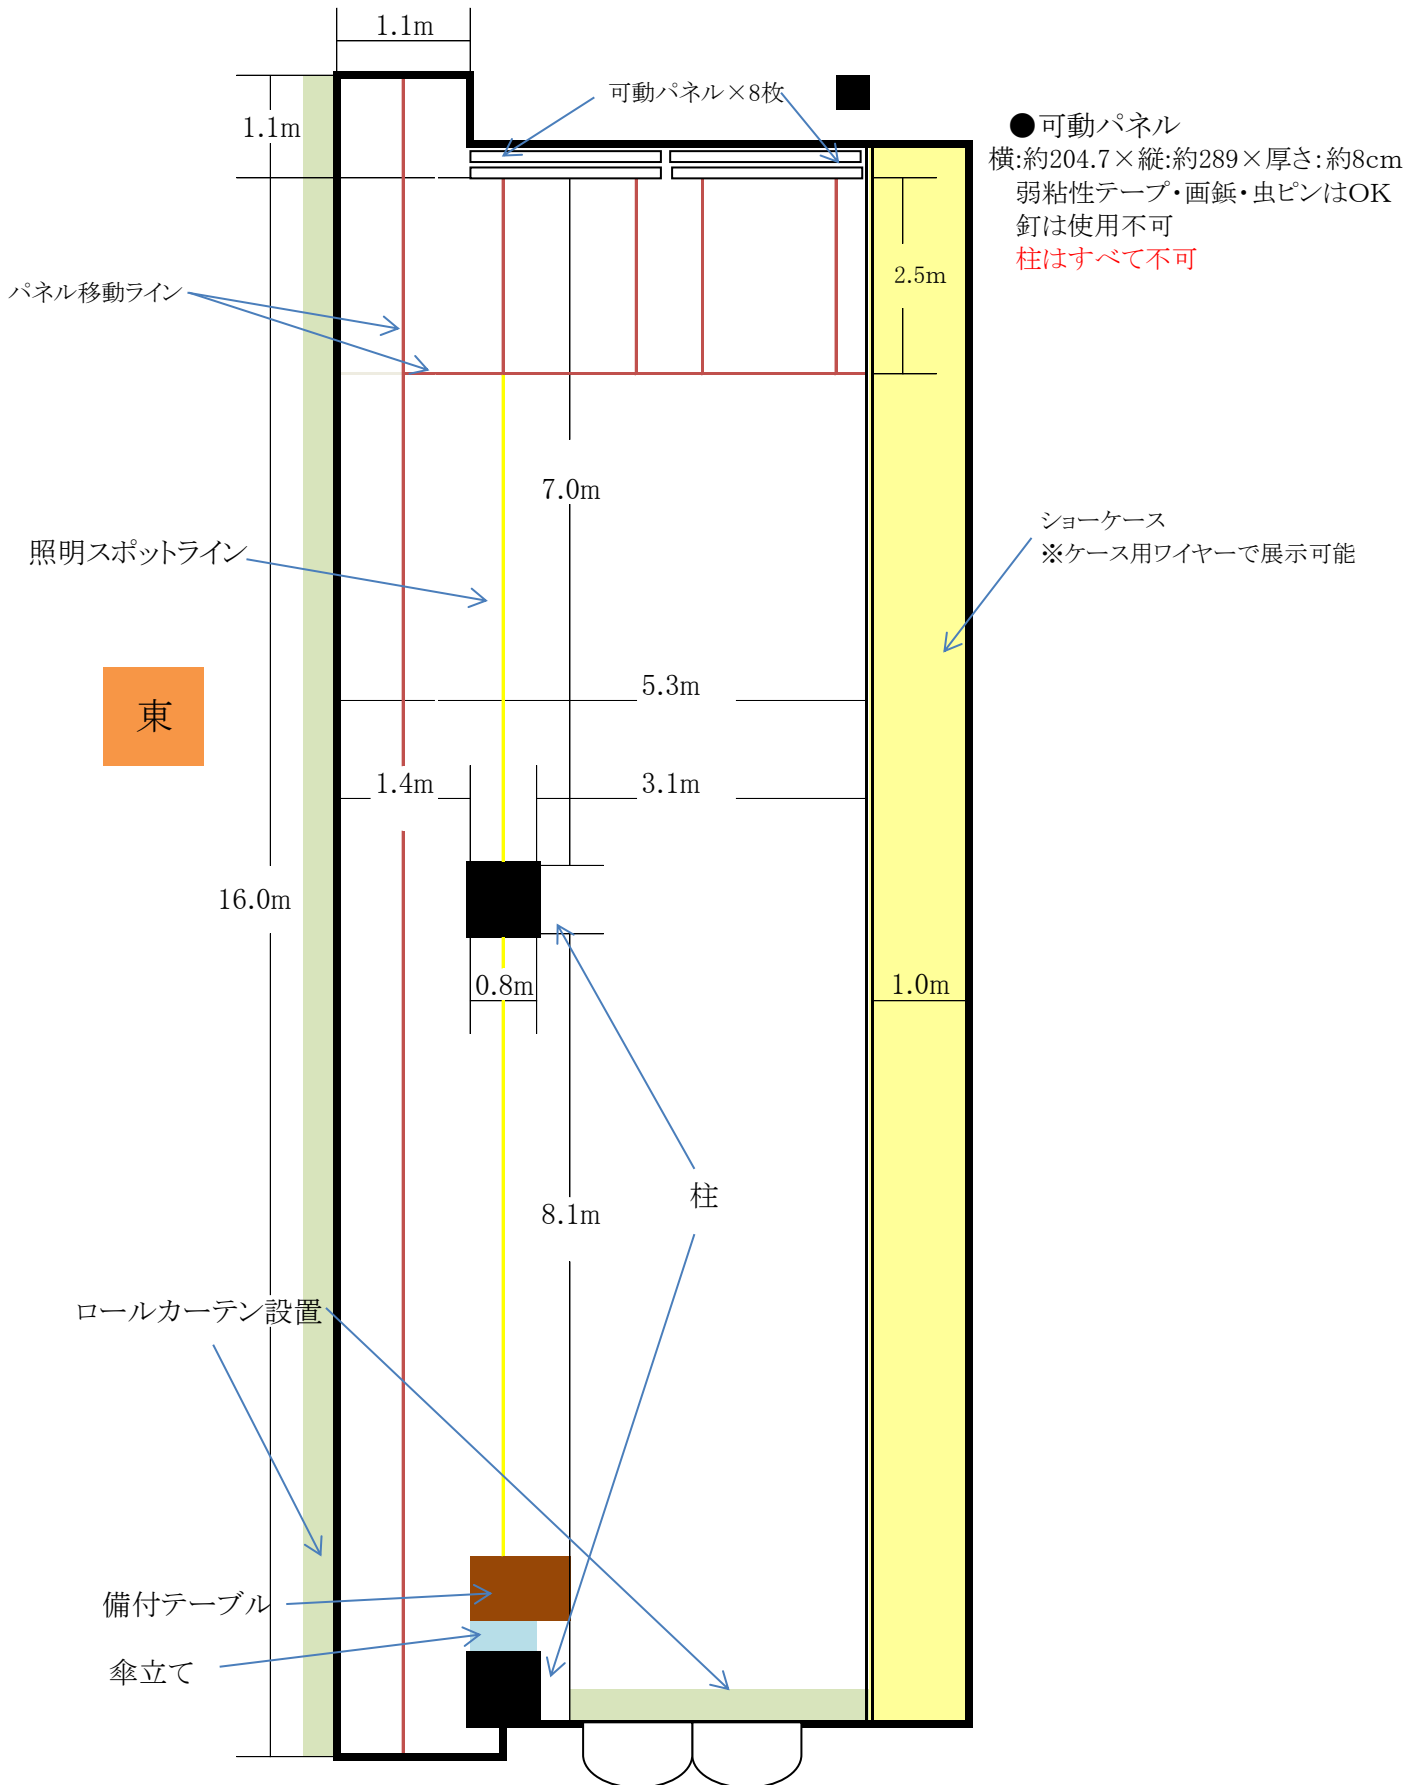 1.1m
可動パネル×8枚
1.1m
●可動パネル
横:約204.7×縦:約289×厚さ:約8cm
弱粘性テープ・画鋲・虫ピンはOK
釘は使用不可
柱はすべて不可
2.5m
パネル移動ライン
7.0m
ショーケース
※ケース用ワイヤーで展示可能
照明スポットライン
5.3m
東
1.4m
3.1m
16.0m
0.8m
1.0m
柱
8.1m
ロールカーテン設置
備付テーブル
傘立て